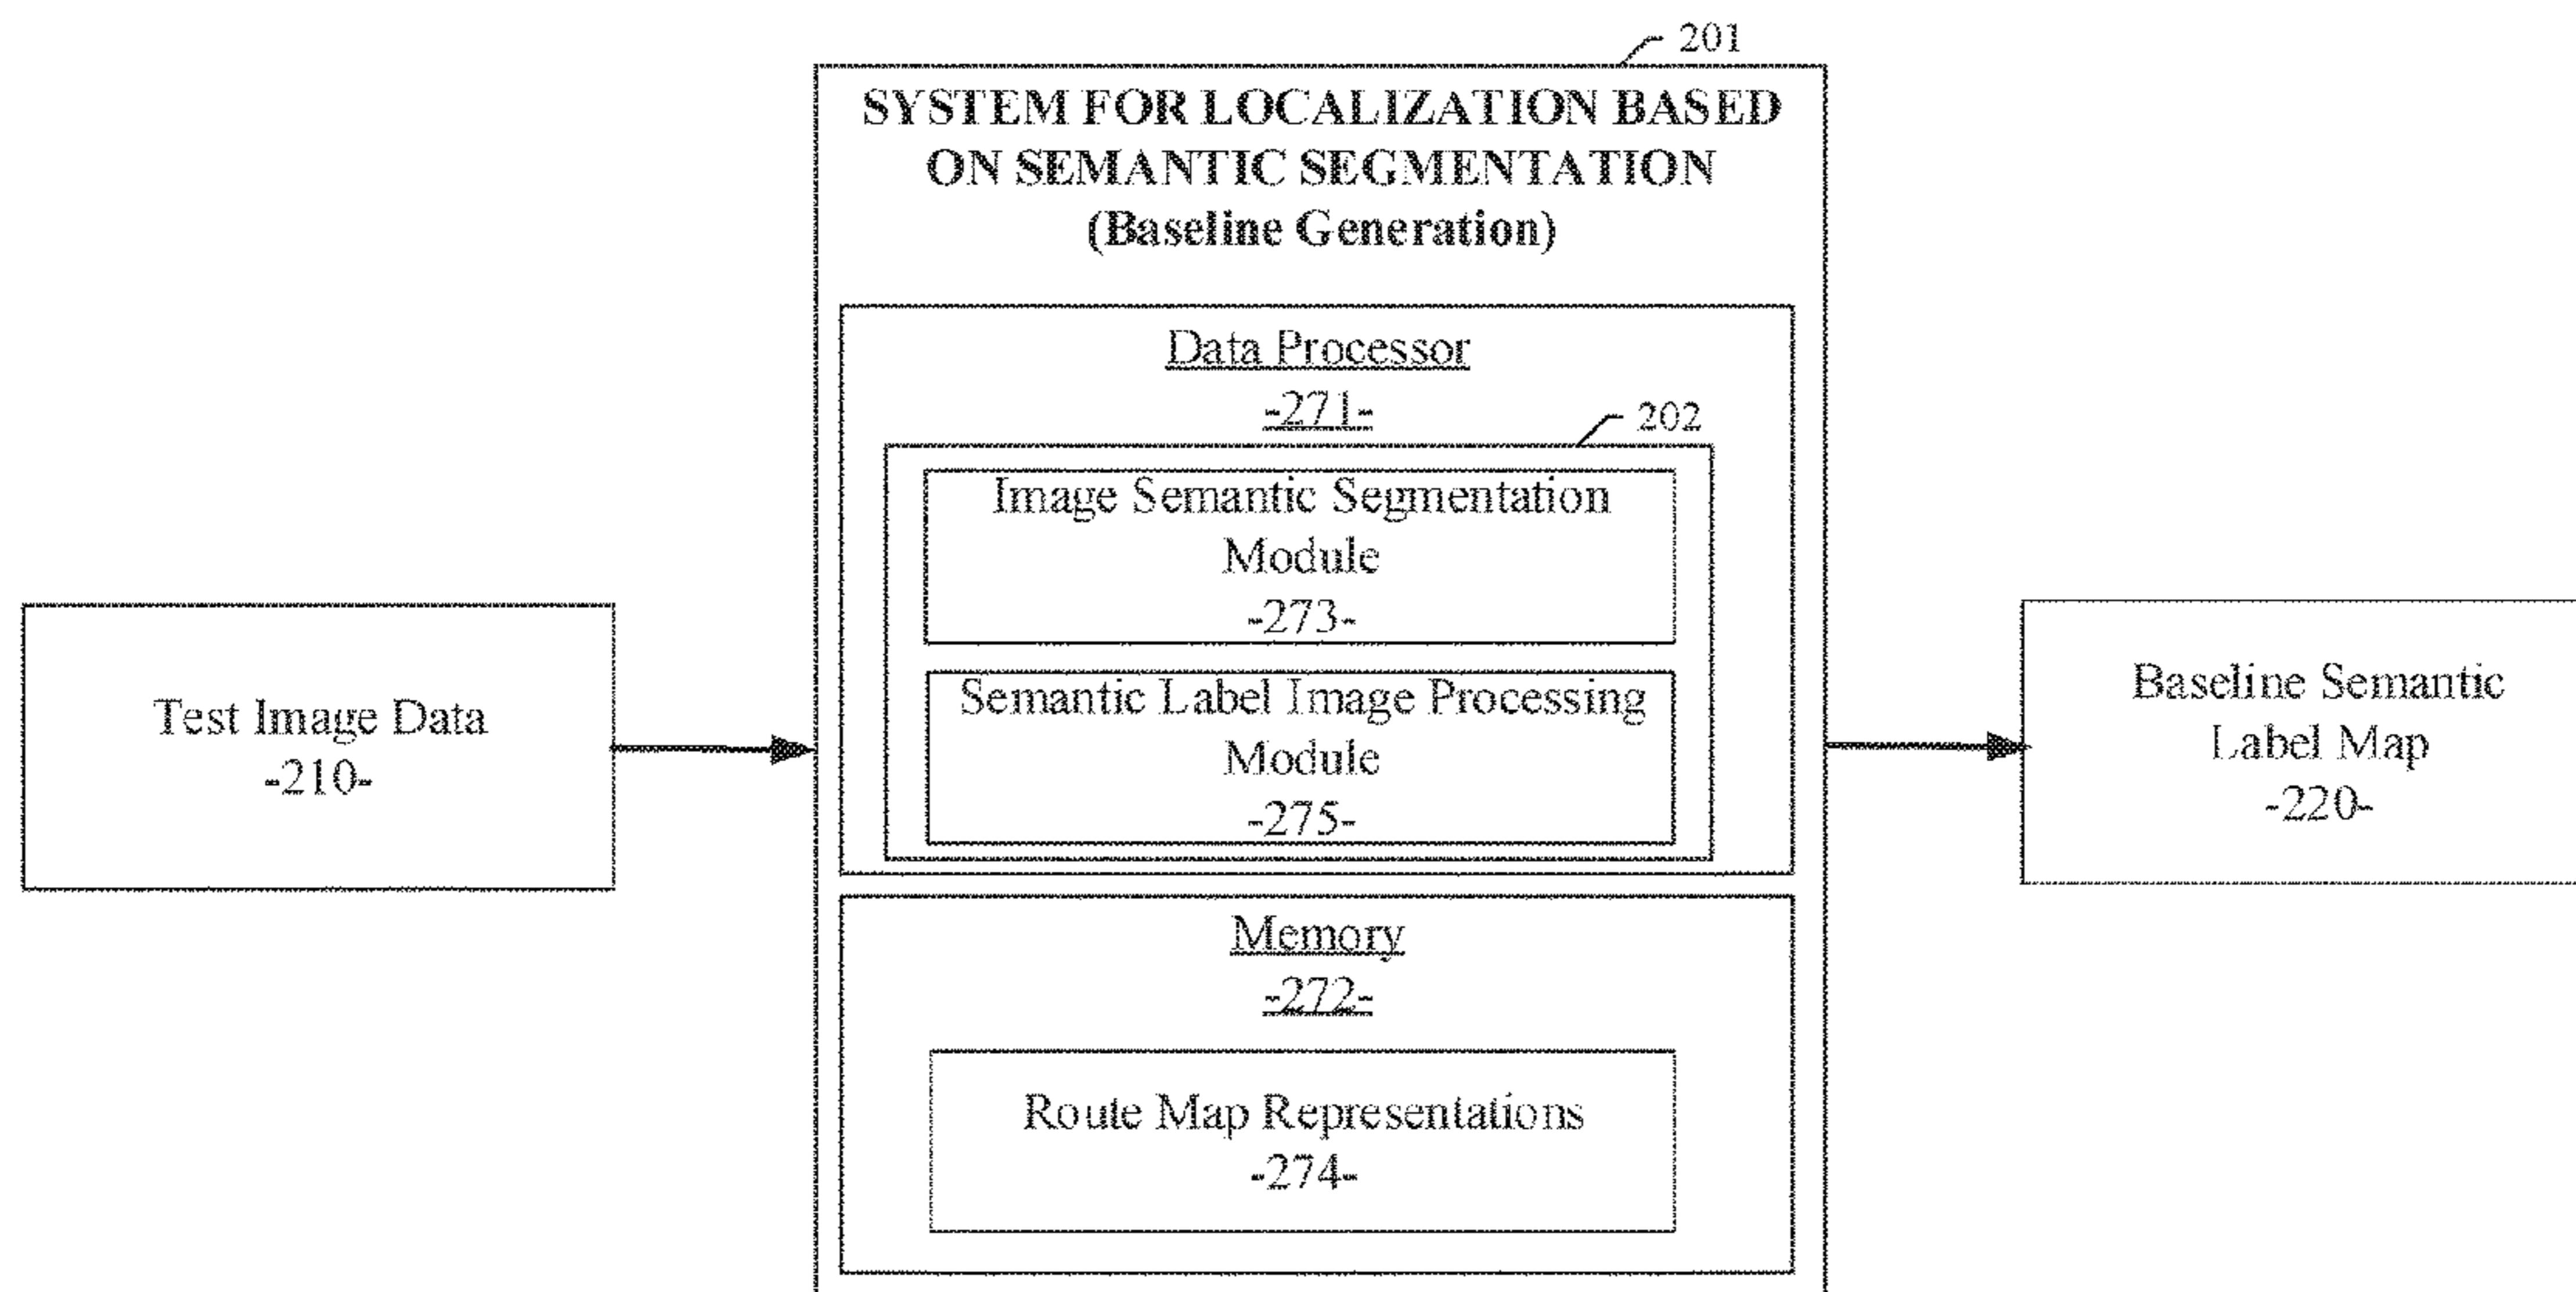 201
SYSTEM FOR LOCALIZATION BASED
ON SEMANTIC SEGMENTATION
(Baseline Generation)
Data Processor
-271-
202
Image Semantic Segmentation
Module
-273-
Semantic Label Image Processing
Module
-275-
Test Image Data
-210-
Baseline Semantic
Label Map
-220-
Memory
-272-
Route Map Representations
-274-